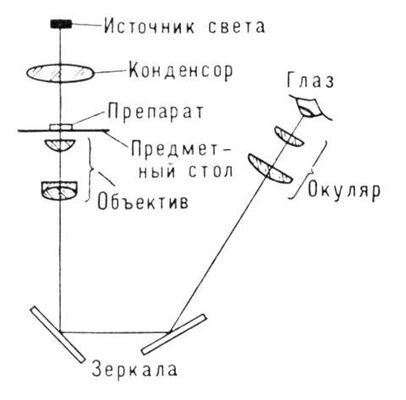 Источник света
Конденсор
Глаз
Препарат
Предмет-
ный стол
Объектив
Окуляр
Зеркала